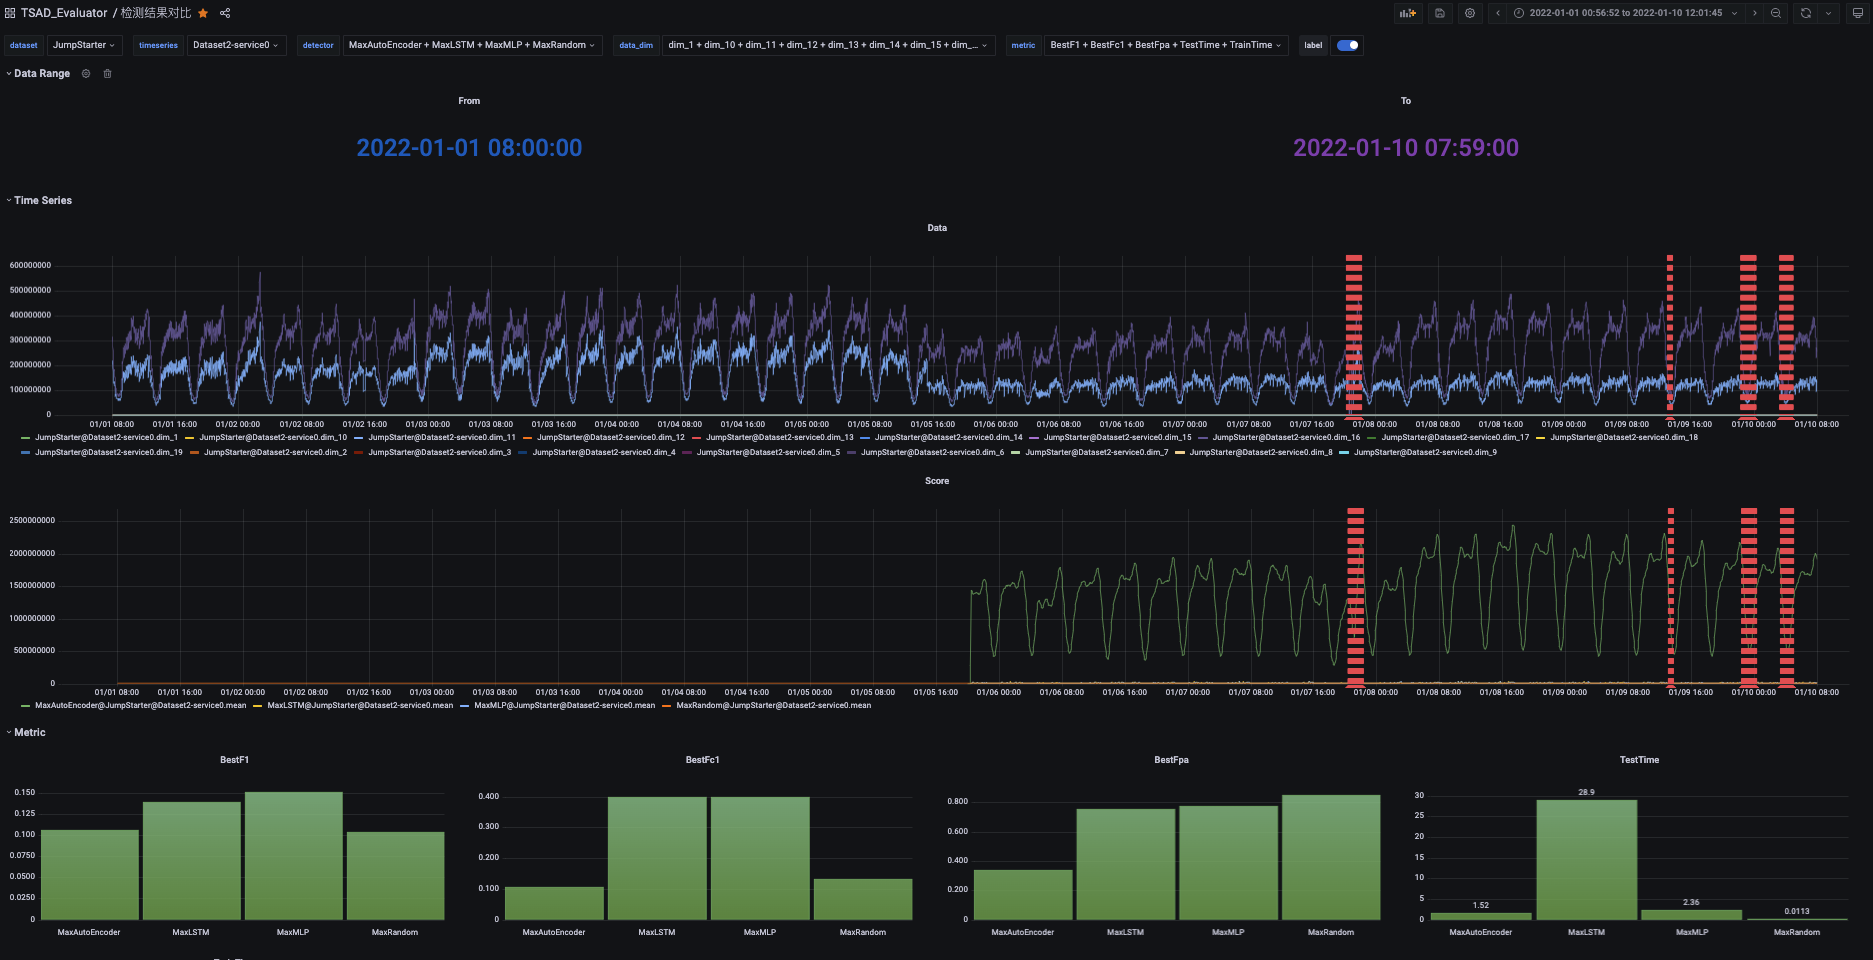 TSAD_Evaluator / 检测结果对比
2022-01-01 00:56:52 to 2022-01-10 12:01:45
dataset JumpStarter timeseries Dataset2-service0 detector MaxAutoEncoder + MaxLSTM + MaxMLP + MaxRandom data_dim dim_1 + dim_10 + dim_11 + dim_12 + dim_13 + dim_14 + dim_15 + dim_... metric BestF1 + BestFc1 + BestFpa + TestTime + TrainTime label
Data Range
From
To
2022-01-01 08:00:00
2022-01-10 07:59:00
Time Series
Data
600000000
500000000
400000000
300000000
200000000
100000000
0
01/01 08:00 01/01 16:00 01/02 00:00 01/02 08:00 01/02 16:00 01/03 00:00 01/03 08:00 01/03 16:00 01/04 00:00 01/04 08:00 01/04 16:00 01/05 00:00 01/05 08:00 01/05 16:00 01/06 00:00 01/06 08:00 01/06 16:00 01/07 00:00 01/07 08:00 01/07 16:00 01/08 00:00 01/08 08:00 01/08 16:00 01/09 00:00 01/09 08:00 01/09 16:00 01/10 00:00 01/10 08:00
JumpStarter@Dataset2-service0.dim_1 JumpStarter@Dataset2-service0.dim_10 JumpStarter@Dataset2-service0.dim_11 JumpStarter@Dataset2-service0.dim_12 JumpStarter@Dataset2-service0.dim_13 JumpStarter@Dataset2-service0.dim_14 JumpStarter@Dataset2-service0.dim_15 JumpStarter@Dataset2-service0.dim_16 JumpStarter@Dataset2-service0.dim_17 JumpStarter@Dataset2-service0.dim_18
JumpStarter@Dataset2-service0.dim_19 JumpStarter@Dataset2-service0.dim_2 JumpStarter@Dataset2-service0.dim_3 JumpStarter@Dataset2-service0.dim_4 JumpStarter@Dataset2-service0.dim_5 JumpStarter@Dataset2-service0.dim_6 JumpStarter@Dataset2-service0.dim_7 JumpStarter@Dataset2-service0.dim_8 JumpStarter@Dataset2-service0.dim_9
Score
2500000000
2000000000
1500000000
1000000000
500000000
0
01/01 08:00 01/01 16:00 01/02 00:00 01/02 08:00 01/02 16:00 01/03 00:00 01/03 08:00 01/03 16:00 01/04 00:00 01/04 08:00 01/04 16:00 01/05 00:00 01/05 08:00 01/05 16:00 01/06 00:00 01/06 08:00 01/06 16:00 01/07 00:00 01/07 08:00 01/07 16:00 01/08 00:00 01/08 08:00 01/08 16:00 01/09 00:00 01/09 08:00 01/09 16:00 01/10 00:00 01/10 08:00
MaxAutoEncoder@JumpStarter@Dataset2-service0.mean MaxLSTM@JumpStarter@Dataset2-service0.mean MaxMLP@JumpStarter@Dataset2-service0.mean MaxRandom@JumpStarter@Dataset2-service0.mean
Metric
BestF1
0.150
0.125
0.100
0.0750
0.0500
0.0250
0
MaxAutoEncoder MaxLSTM MaxMLP MaxRandom
BestFc1
0.400
0.300
0.200
0.100
0
MaxAutoEncoder MaxLSTM MaxMLP MaxRandom
BestFpa
0.800
0.600
0.400
0.200
0
MaxAutoEncoder MaxLSTM MaxMLP MaxRandom
TestTime
30
25
20
15
10
5
0
1.52 28.9 2.36 0.0113
MaxAutoEncoder MaxLSTM MaxMLP MaxRandom